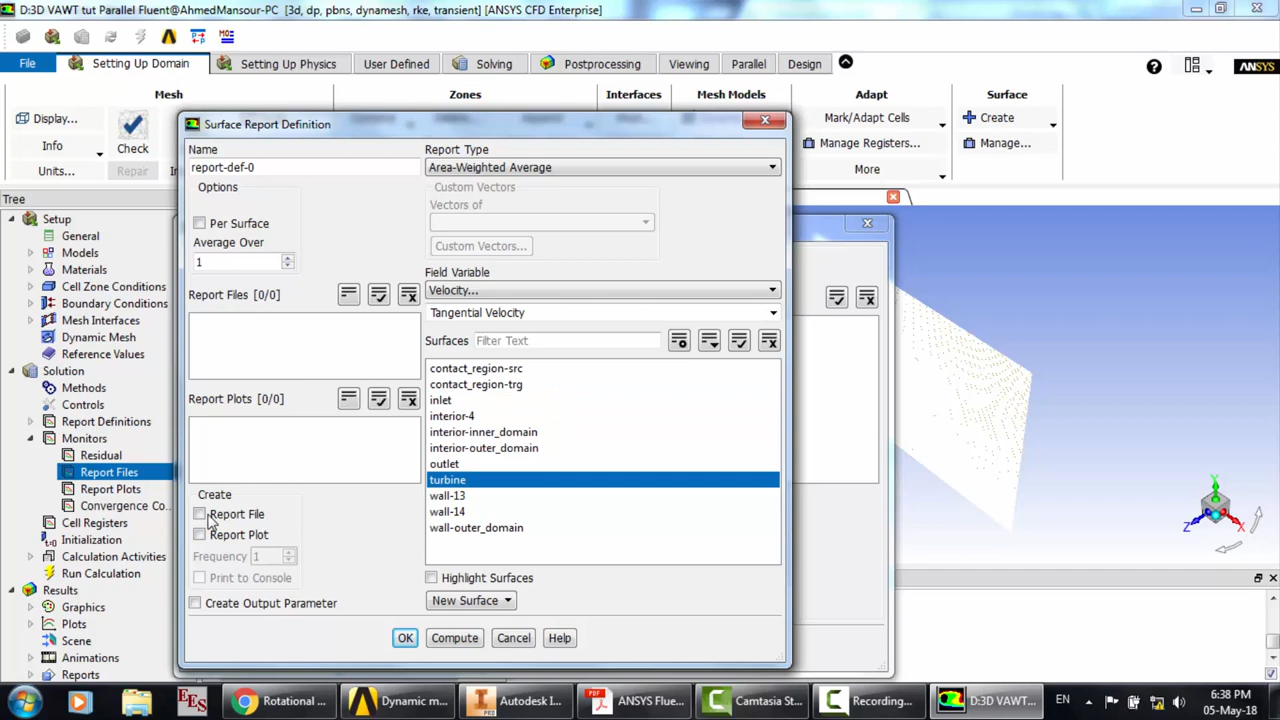 D:3D VAWT tut Parallel Fluent@AhmedMansour-PC [3d, dp, pbns, dynamesh, rke, transient] [ANSYS CFD Enterprise]
File
Setting Up Domain
Setting Up Physics
User Defined
Solving
Postprocessing
Viewing
Parallel
Design
ANSYS
Mesh
Zones
Interfaces
Mesh Models
Adapt
Surface
Display...
Info
Units...
Check
Repair
Mark/Adapt Cells
Manage Registers...
More
Create
Manage...
Tree
Setup
General
Models
Materials
Cell Zone Conditions
Boundary Conditions
Mesh Interfaces
Dynamic Mesh
Reference Values
Solution
Methods
Controls
Report Definitions
Monitors
Residual
Report Files
Report Plots
Convergence Co...
Cell Registers
Initialization
Calculation Activities
Run Calculation
Results
Graphics
Plots
Scene
Animations
Reports
Surface Report Definition
Name
report-def-0
Options
Per Surface
Average Over
1
Report Files [0/0]
Report Plots [0/0]
Create
Report File
Report Plot
Frequency 1
Print to Console
Create Output Parameter
Report Type
Area-Weighted Average
Custom Vectors
Vectors of
Custom Vectors...
Field Variable
Velocity...
Tangential Velocity
Surfaces Filter Text
contact_region-src
contact_region-trg
inlet
interior-4
interior-inner_domain
interior-outer_domain
outlet
turbine
wall-13
wall-14
wall-outer_domain
Highlight Surfaces
New Surface
OK
Compute
Cancel
Help
Y
Z
X
EES
Rotational
Dynamic m...
PRO
Autodesk I...
PDF
ANSYS Flue...
Camtasia St...
Recording...
D:3D VAWT...
EN
6:38 PM
05-May-18